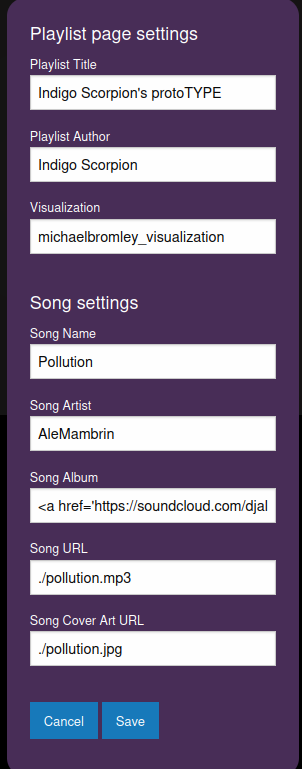 Playlist page settings
Playlist Title
Indigo Scorpion's protoTYPE
Playlist Author
Indigo Scorpion
Visualization
michaelbromley_visualization
Song settings
Song Name
Pollution
Song Artist
AleMambrin
Song Album
<a href='https://soundcloud.com/djal
Song URL
./pollution.mp3
Song Cover Art URL
./pollution.jpg
Cancel Save